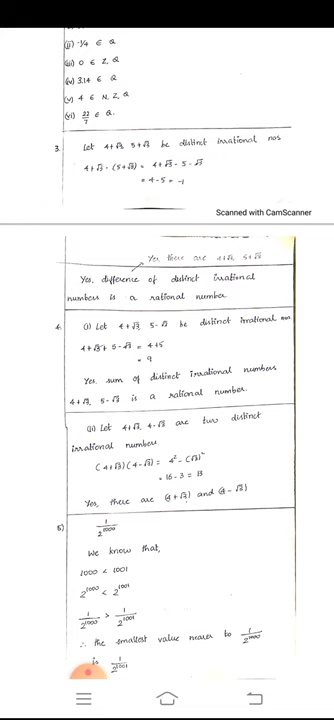 (ii) -1/4 ∈ Q
(iii) 0 ∈ Z, Q
(iv) 3.14 ∈ Q
(v) 4 ∈ N, Z, Q
(vi) 22/7 ∈ Q.
3. Let 4+√3, 5+√3 be distinct irrational nos
4+√3 - (5+√3) = 4+√3 - 5 - √3
= 4-5 = -1
Scanned with CamScanner
Yes, there are 4+√3, 5+√3
Yes, difference of distinct irrational
numbers is a rational number.
4. (i) Let 4+√3, 5-√3 be distinct irrational nos.
4+√3 + 5-√3 = 4+5
= 9
Yes, sum of distinct irrational numbers
4+√3, 5-√3 is a rational number.
(ii) Let 4+√3, 4-√3 are two distinct
irrational numbers.
(4+√3)(4-√3) = 4² - (√3)²
= 16-3 = 13
Yes, there are (4+√3) and (4-√3)
5) 1/2^1000
We know that,
1000 < 1001
2^1000 < 2^1001
1/2^1000 > 1/2^1001
∴ the smallest value nearer to 1/2^1000
is 1/2^1001